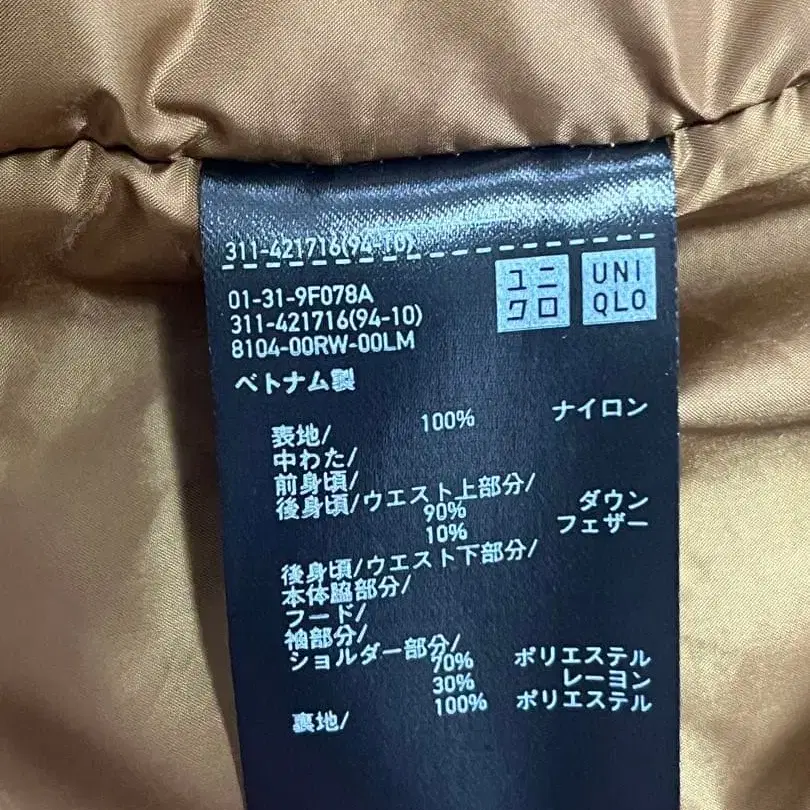 311-421716(94-10)
ユニ
クロ
UNI
QLO
01-31-9F078A
311-421716(94-10)
8104-00RW-00LM
ベトナム製
表地/ 100% ナイロン
中わた/
前身頃/
後身頃/ウエスト上部分/
90% ダウン
10% フェザー
後身頃/ウエスト下部分/
本体脇部分/
フード/
袖部分/
ショルダー部分/
70% ポリエステル
30% レーヨン
裏地/ 100% ポリエステル